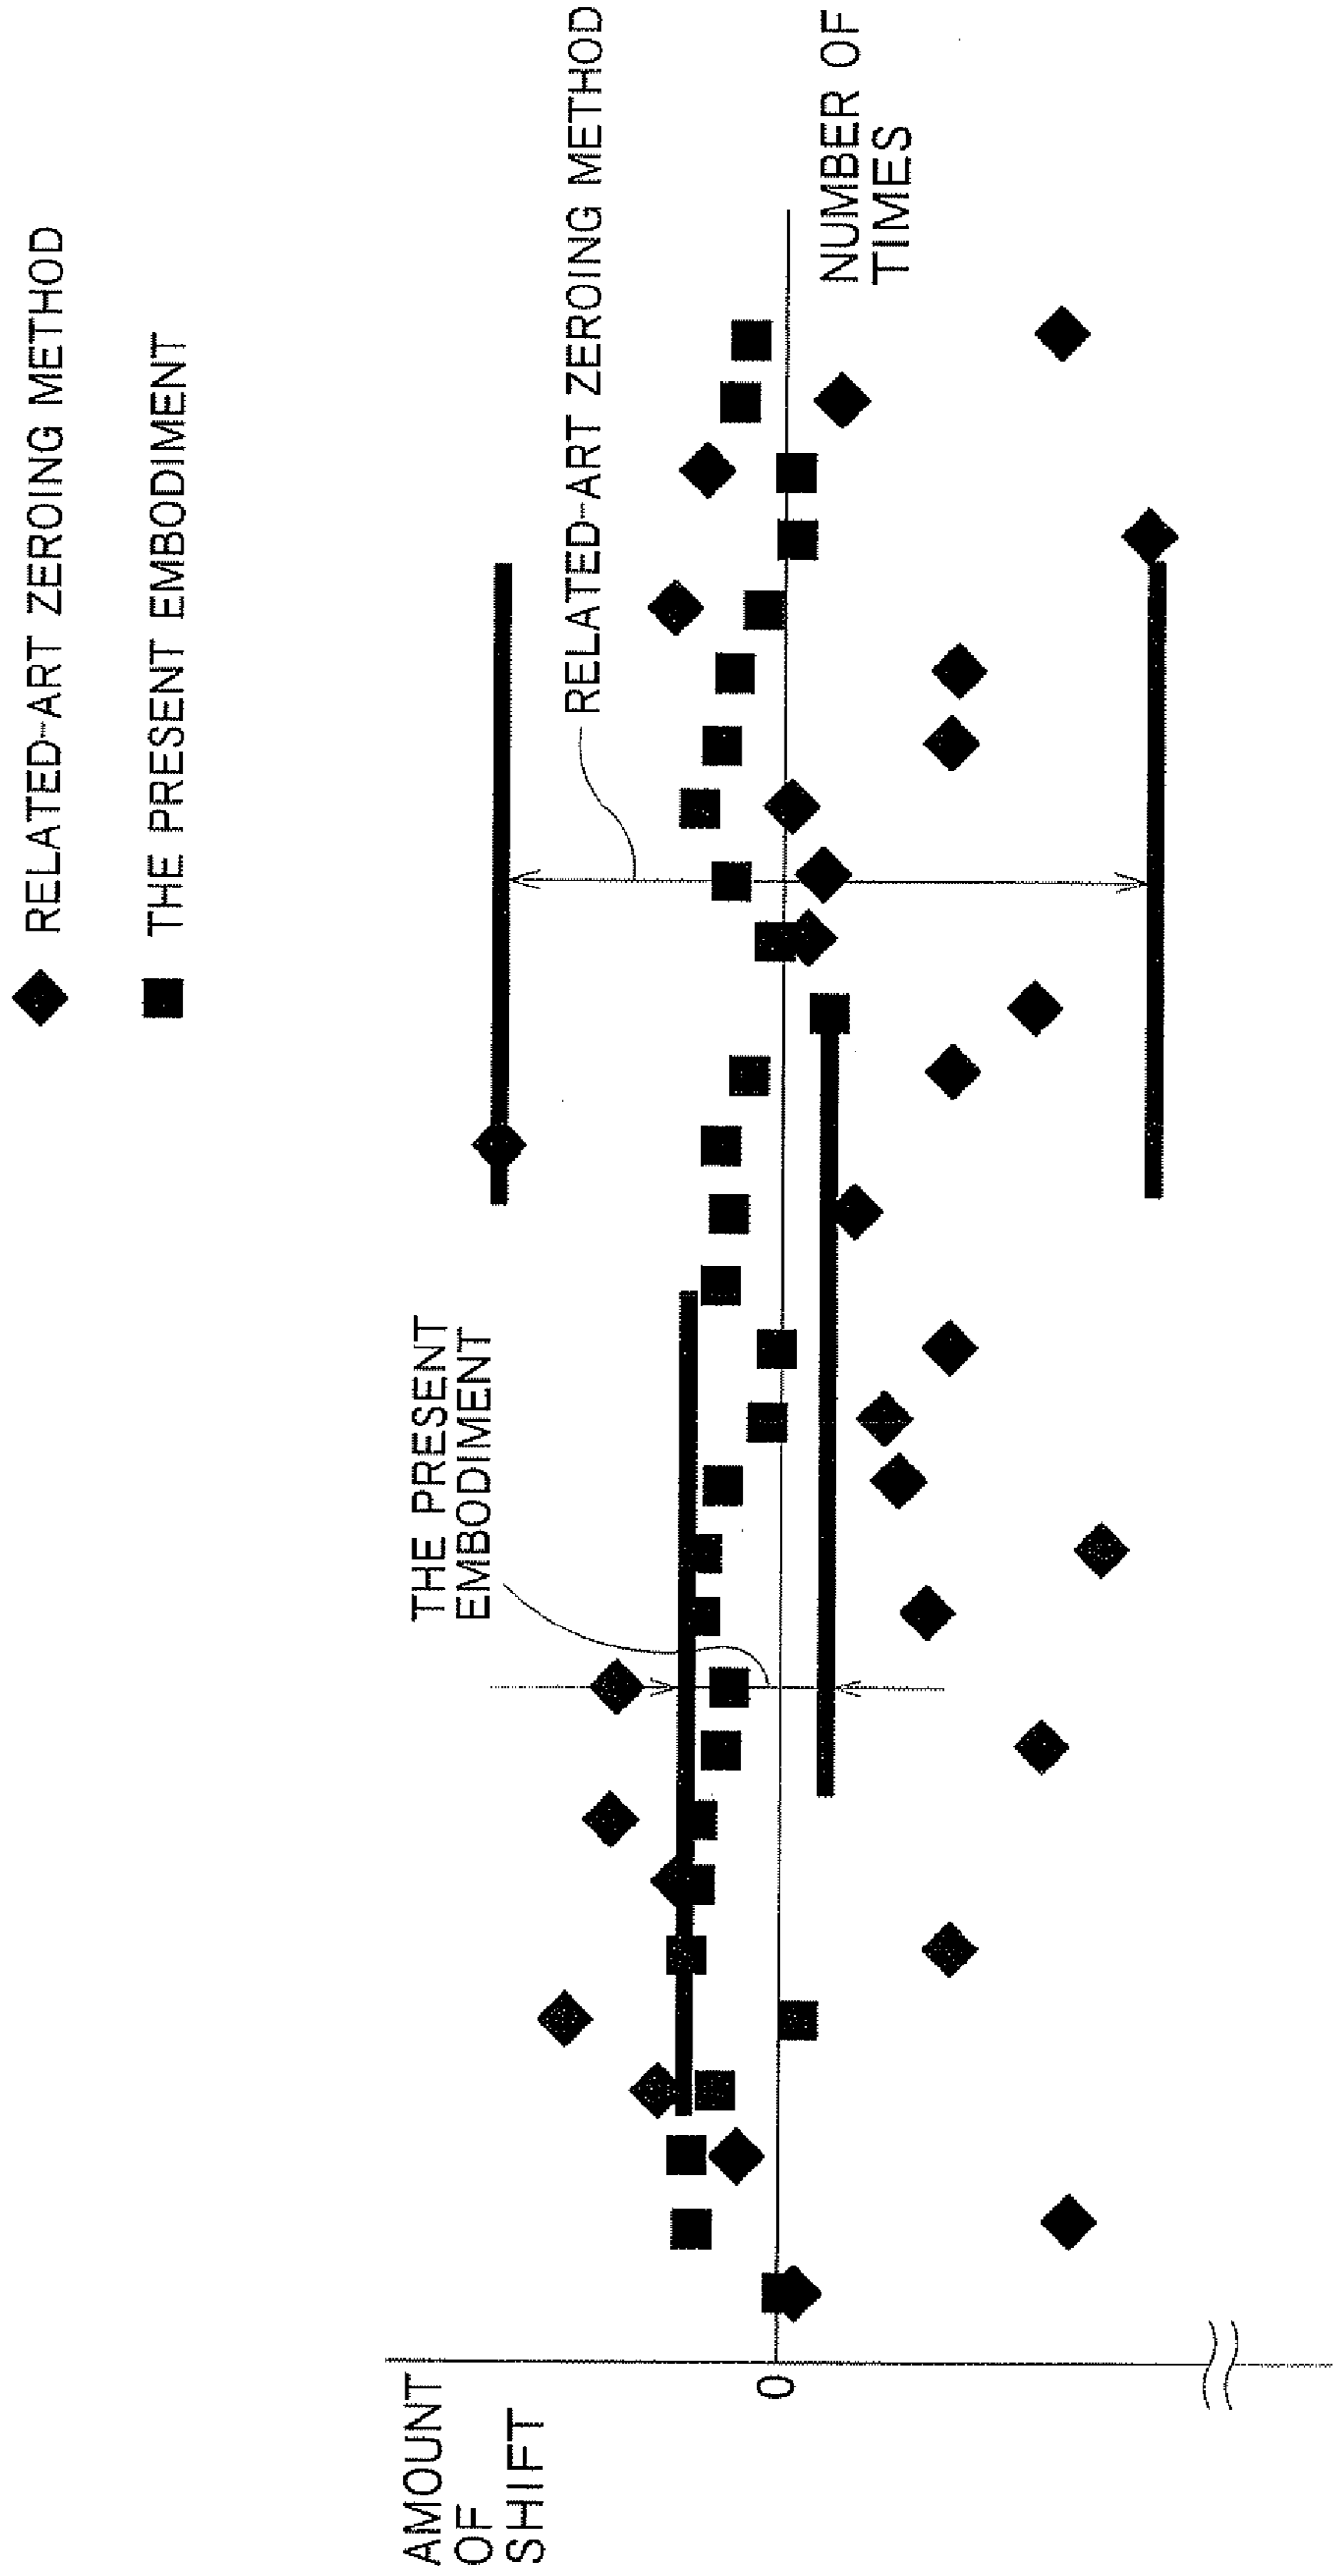 RELATED-ART ZEROING METHOD
THE PRESENT EMBODIMENT
AMOUNT
OF
SHIFT
THE PRESENT
EMBODIMENT
RELATED-ART ZEROING METHOD
0
NUMBER OF
TIMES